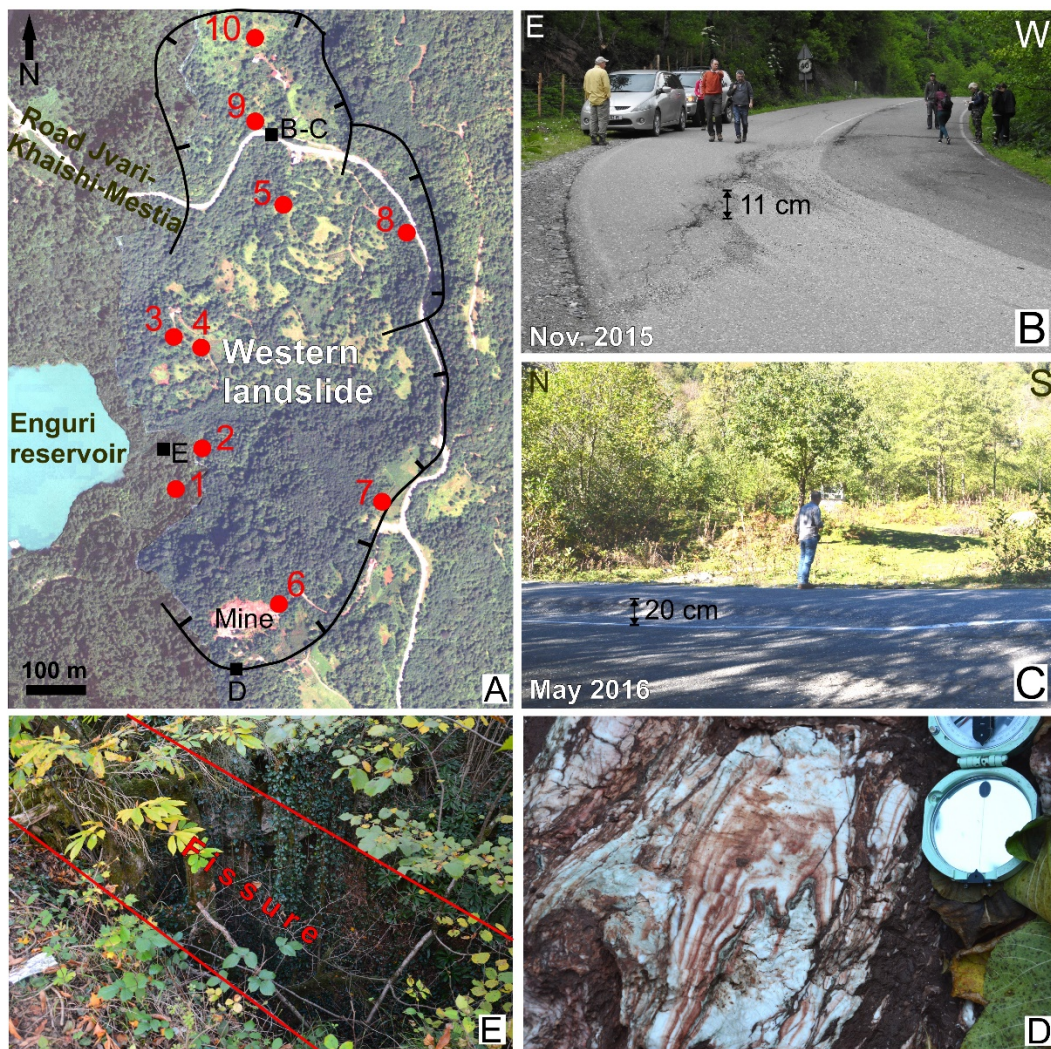 N
10
9
B-C
Road Jvari-
Khaishi-Mestia
5
8
3
4
Western
landslide
Enguri
reservoir
E
2
1
7
6
Mine
100 m
D
A
E
W
11 cm
Nov. 2015
B
N
S
20 cm
May 2016
C
Fissure
E
D